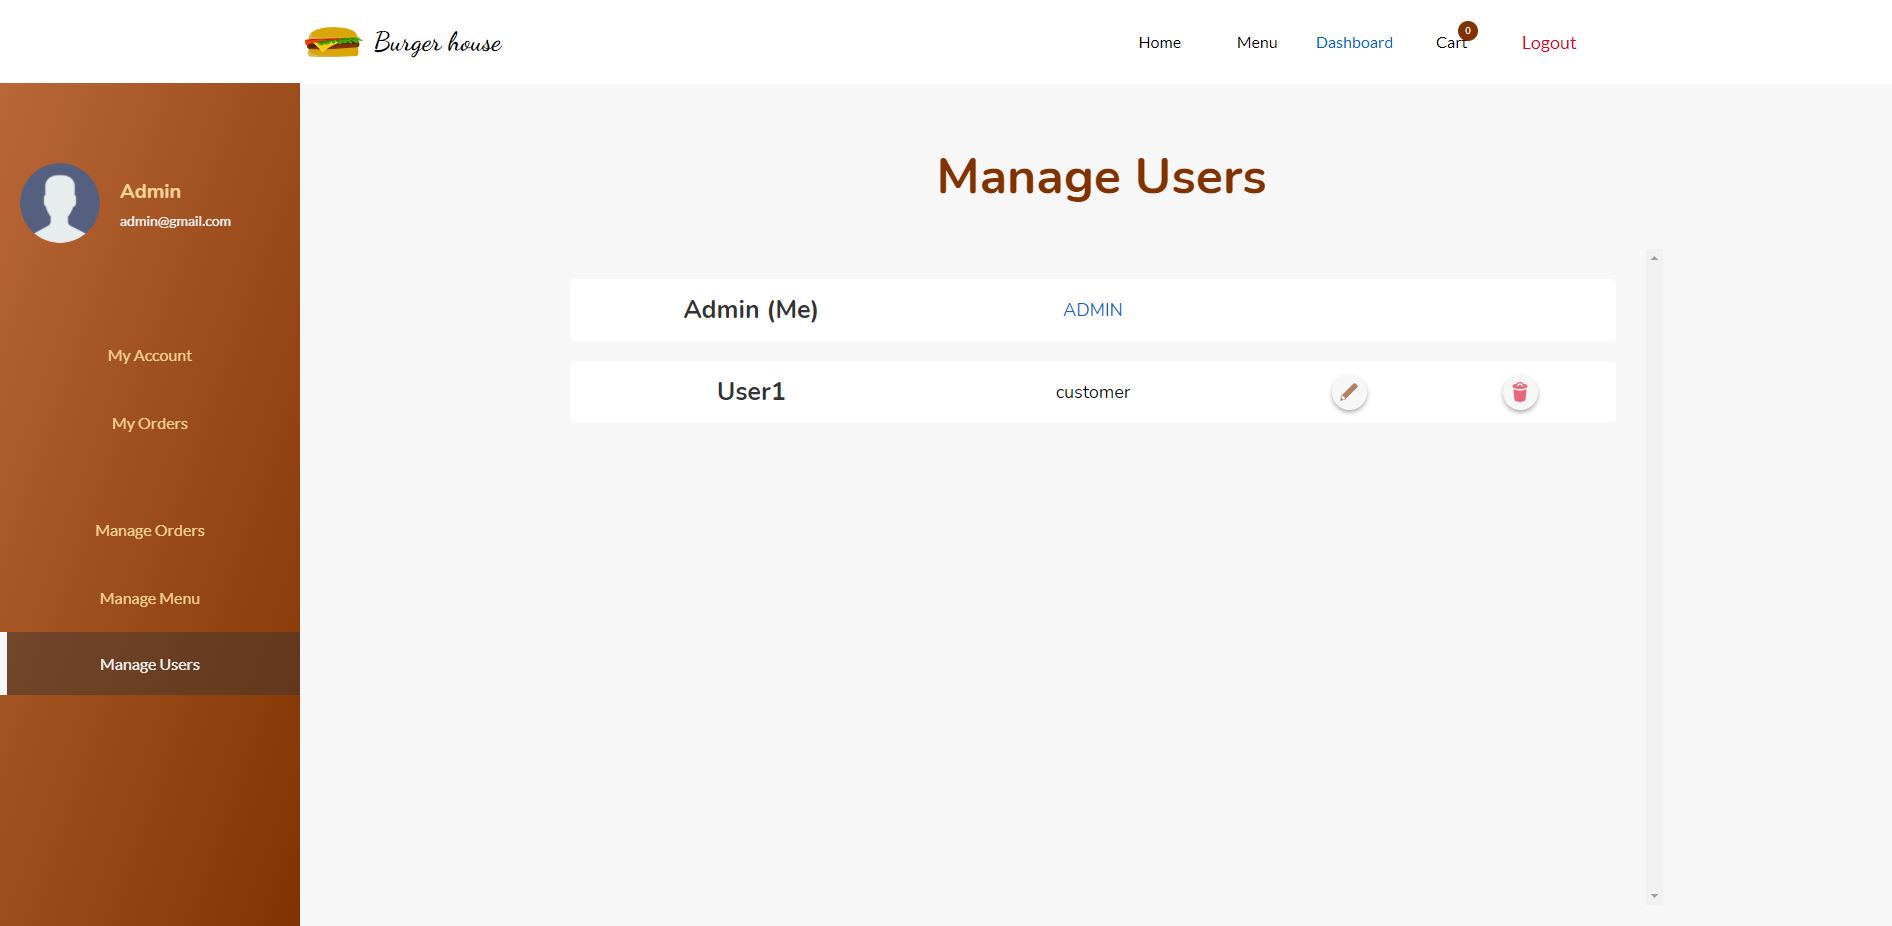 Burger house
Home Menu Dashboard Cart 0 Logout
Admin
admin@gmail.com
My Account
My Orders
Manage Orders
Manage Menu
Manage Users
Manage Users
Admin (Me) ADMIN
User1 customer